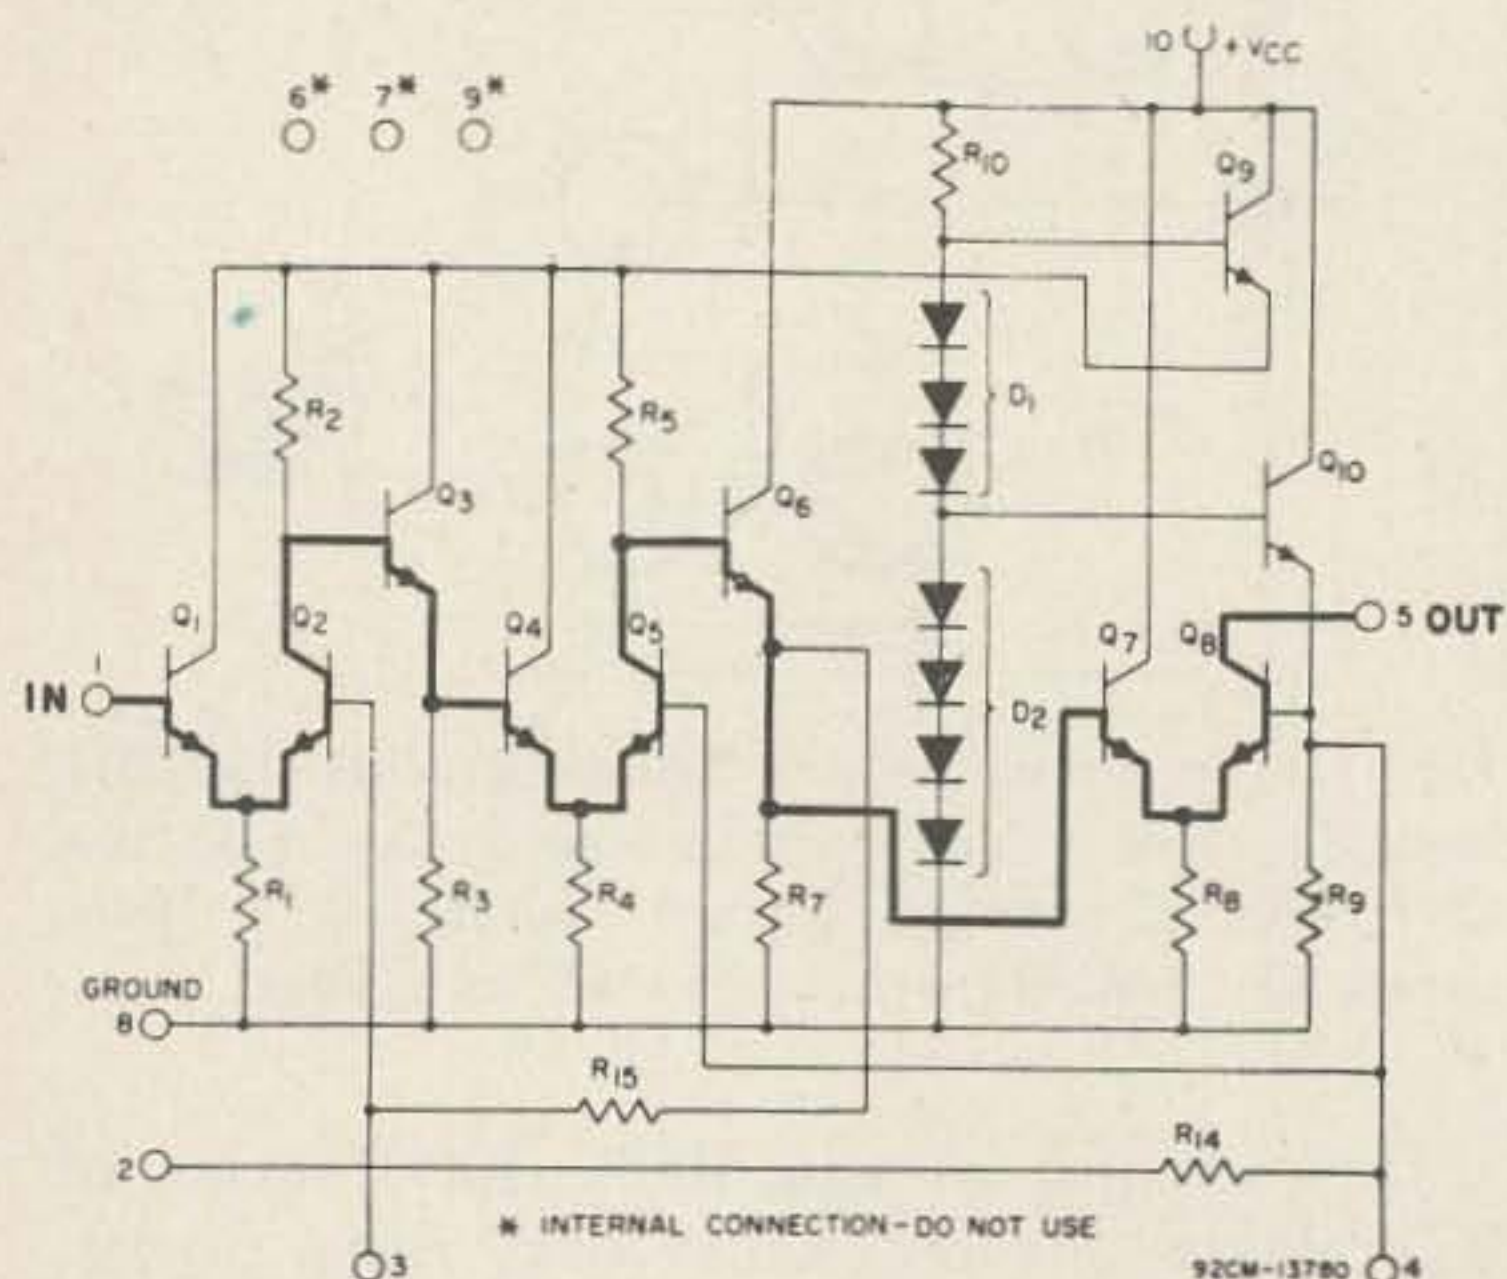 10 +VCC
6* 7* 9*
R10
Q9
R2
R5
D1
Q3
Q6
Q10
Q1
Q2
Q4
Q5
Q7
Q8
5 OUT
1
IN
D2
R1
R3
R4
R7
R8
R9
GROUND
8
R15
R14
2
* INTERNAL CONNECTION-DO NOT USE
3
92CM-13780
4